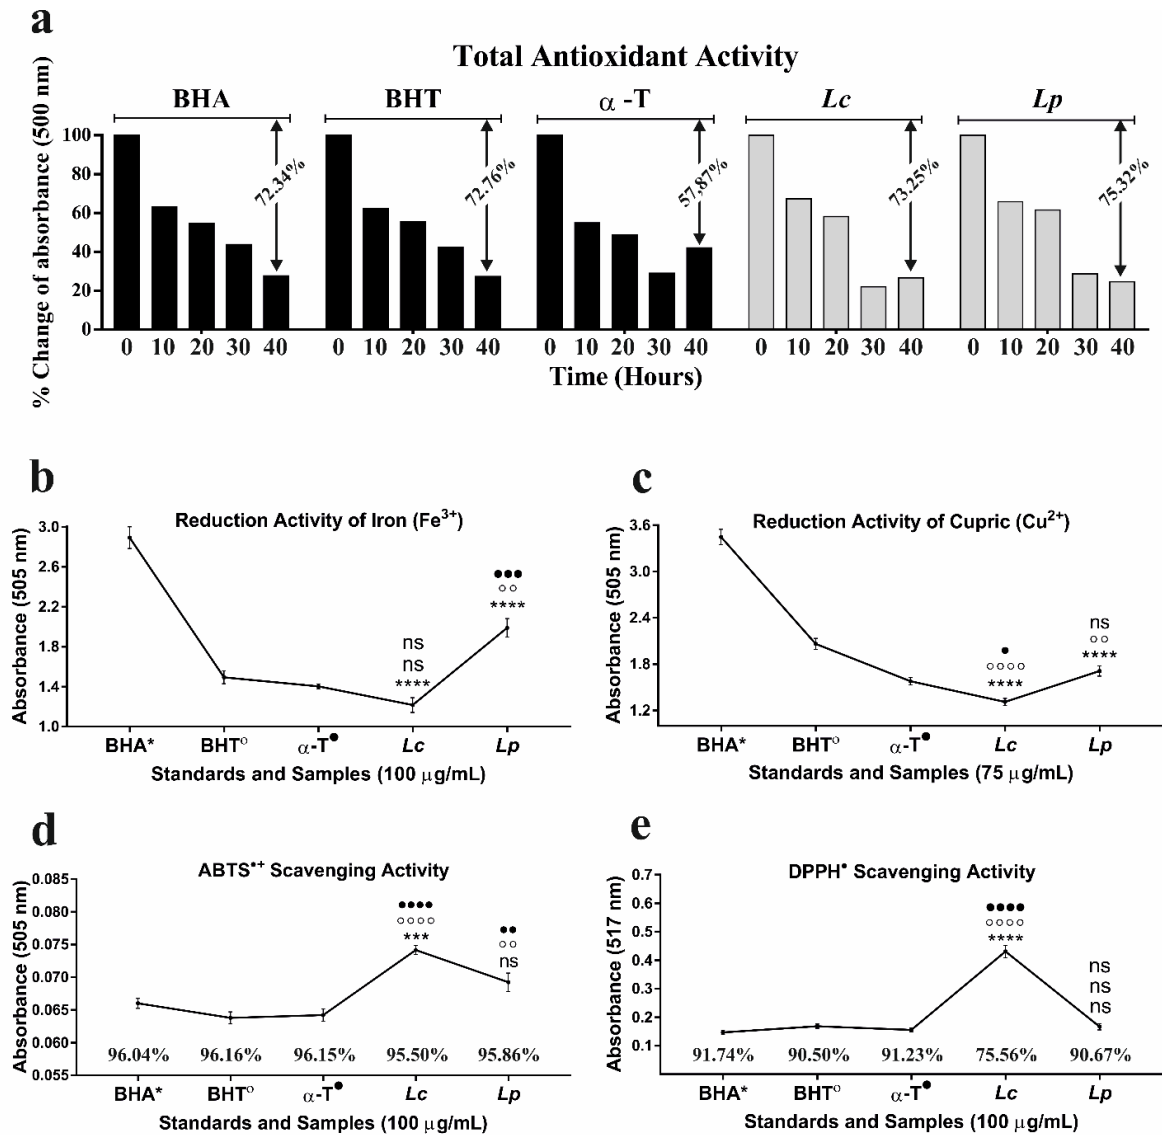 a
Total Antioxidant Activity
BHA BHT α -T Lc Lp
% Change of absorbance (500 nm)
100
80
60
40
20
0
72.34% 72.76% 57,87% 73.25% 75.32%
0 10 20 30 40 0 10 20 30 40 0 10 20 30 40 0 10 20 30 40 0 10 20 30 40
Time (Hours)
b
Reduction Activity of Iron (Fe³⁺)
Absorbance (505 nm)
3.0
2.6
2.2
1.8
1.4
1.0
ns
ns
****
●●●
○○
****
BHA* BHT° α-T● Lc Lp
Standards and Samples (100 µg/mL)
c
Reduction Activity of Cupric (Cu²⁺)
Absorbance (505 nm)
3.6
3.0
2.4
1.8
1.2
●
○○○○
****
ns
○○
****
BHA* BHT° α-T● Lc Lp
Standards and Samples (75 µg/mL)
d
ABTS•⁺ Scavenging Activity
Absorbance (505 nm)
0.085
0.080
0.075
0.070
0.065
0.060
0.055
●●●●
○○○○
***
●●
○○
ns
96.04% 96.16% 96.15% 95.50% 95.86%
BHA* BHT° α-T● Lc Lp
Standards and Samples (100 µg/mL)
e
DPPH• Scavenging Activity
Absorbance (517 nm)
0.7
0.6
0.5
0.4
0.3
0.2
0.1
●●●●
○○○○
****
ns
ns
ns
91.74% 90.50% 91.23% 75.56% 90.67%
BHA* BHT° α-T● Lc Lp
Standards and Samples (100 µg/mL)